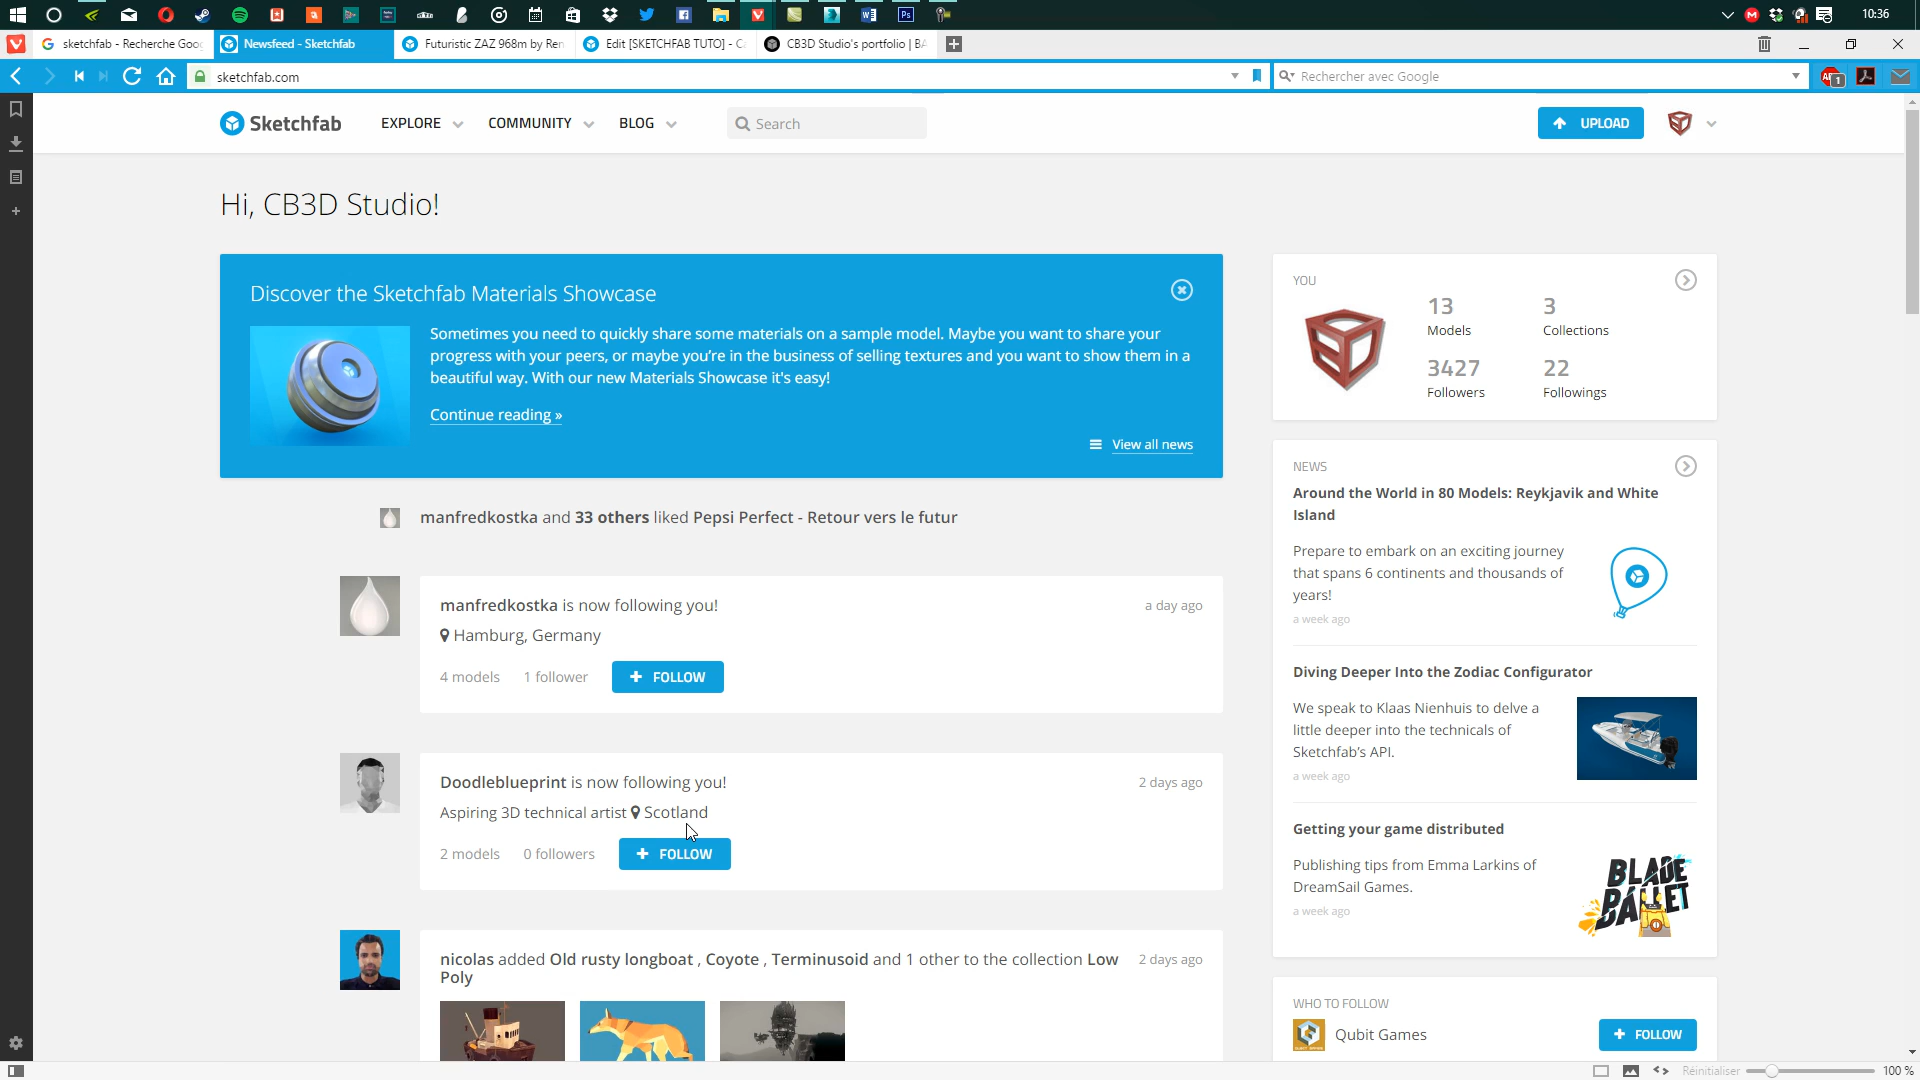 10:36
sketchfab - Recherche Goog
Newsfeed - Sketchfab
Futuristic ZAZ 968m by Ren
Edit [SKETCHFAB TUTO] - C
CB3D Studio's portfolio | BA
sketchfab.com
Rechercher avec Google
1
Sketchfab
EXPLORE
COMMUNITY
BLOG
Search
UPLOAD
Hi, CB3D Studio!
Discover the Sketchfab Materials Showcase
Sometimes you need to quickly share some materials on a sample model. Maybe you want to share your
progress with your peers, or maybe you're in the business of selling textures and you want to show them in a
beautiful way. With our new Materials Showcase it's easy!
Continue reading »
View all news
manfredkostka and 33 others liked Pepsi Perfect - Retour vers le futur
manfredkostka is now following you!
a day ago
Hamburg, Germany
4 models
1 follower
FOLLOW
Doodleblueprint is now following you!
2 days ago
Aspiring 3D technical artist Scotland
2 models
0 followers
FOLLOW
nicolas added Old rusty longboat , Coyote , Terminusoid and 1 other to the collection Low
Poly
2 days ago
YOU
13
Models
3
Collections
3427
Followers
22
Followings
NEWS
Around the World in 80 Models: Reykjavik and White
Island
Prepare to embark on an exciting journey
that spans 6 continents and thousands of
years!
a week ago
Diving Deeper Into the Zodiac Configurator
We speak to Klaas Nienhuis to delve a
little deeper into the technicals of
Sketchfab's API.
a week ago
Getting your game distributed
Publishing tips from Emma Larkins of
DreamSail Games.
a week ago
BLADE
BALLET
WHO TO FOLLOW
Qubit Games
FOLLOW
Réinitialiser
100 %